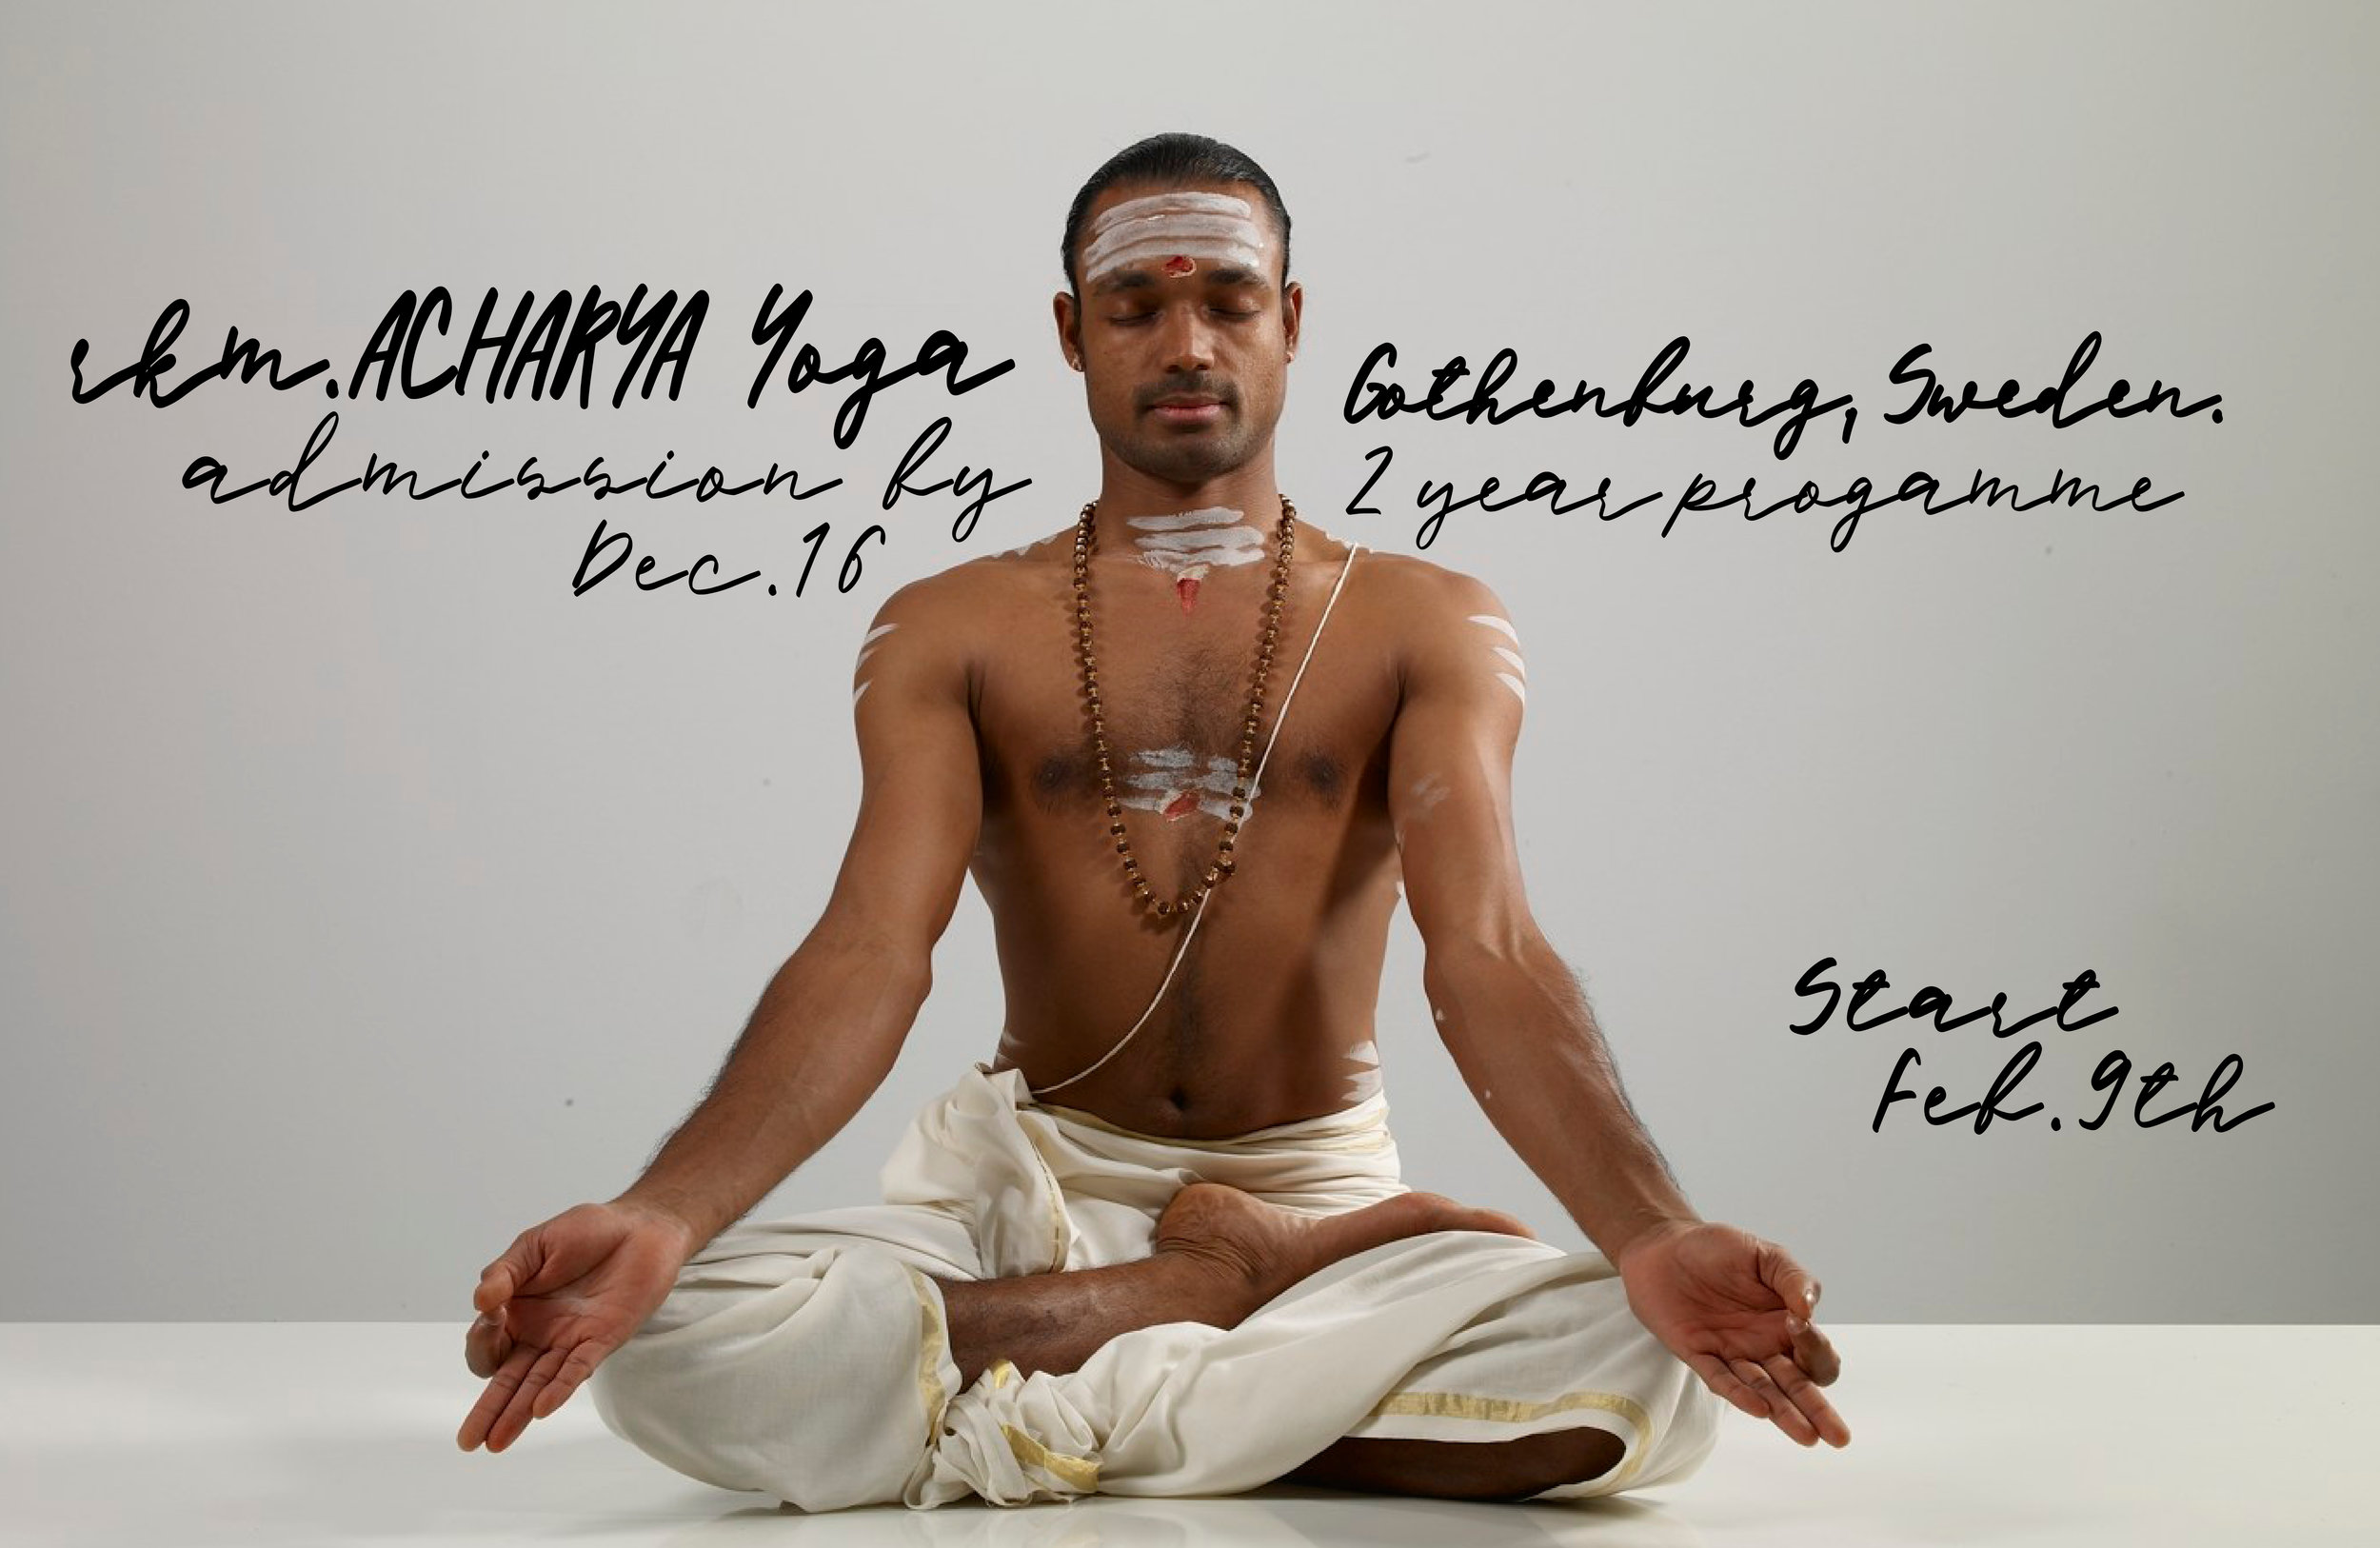 rkm.ACHARYA Yoga
admission by
Dec.16
Gothenburg, Sweden.
2 year progamme
Start
Feb.9th